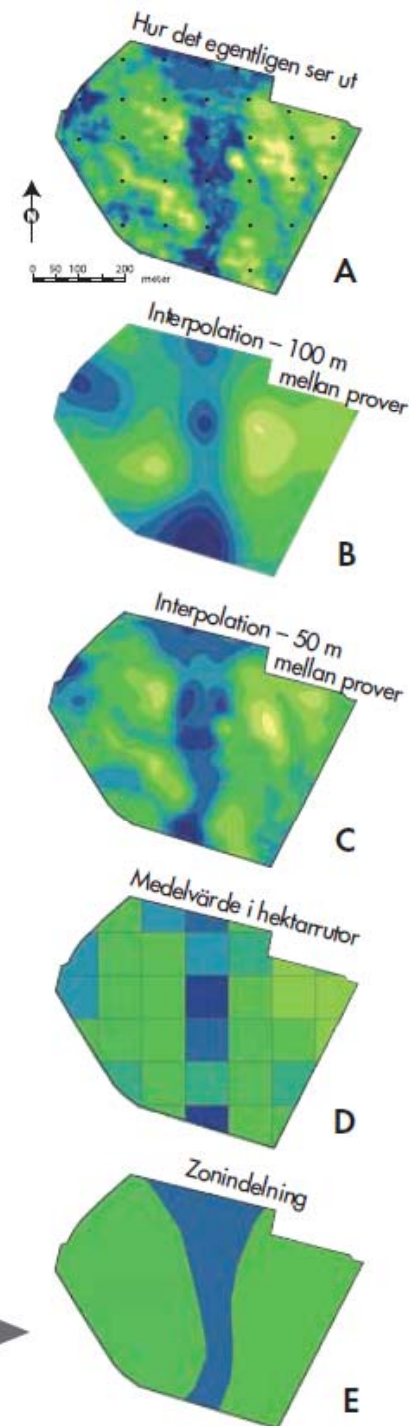 Hur det egentligen ser ut
N
0 50 100 200
meter
A
Interpolation – 100 m
mellan prover
B
Interpolation – 50 m
mellan prover
C
Medelvärde i hektarrutor
D
Zonindelning
E